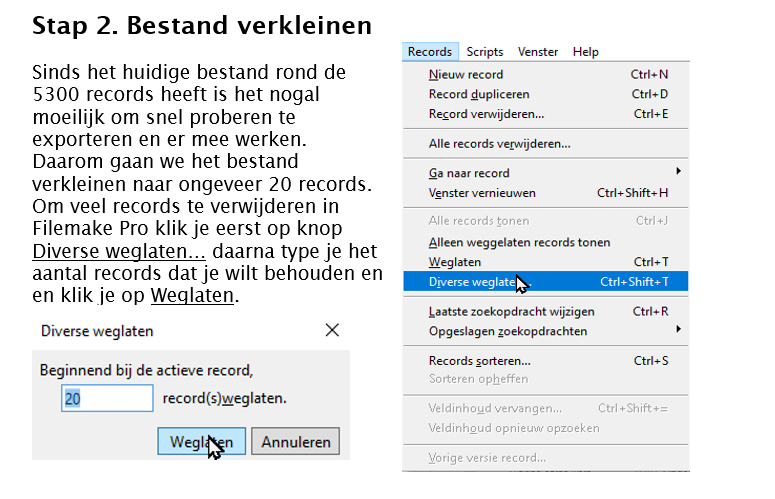 Stap 2. Bestand verkleinen
Sinds het huidige bestand rond de
5300 records heeft is het nogal
moeilijk om snel proberen te
exporteren en er mee werken.
Daarom gaan we het bestand
verkleinen naar ongeveer 20 records.
Om veel records te verwijderen in
Filemake Pro klik je eerst op knop
Diverse weglaten... daarna type je het
aantal records dat je wilt behouden en
en klik je op Weglaten.
Diverse weglaten
Beginnend bij de actieve record,
20 record(s)weglaten.
Weglaten Annuleren
Records Scripts Venster Help
Nieuw record Ctrl+N
Record dupliceren Ctrl+D
Record verwijderen... Ctrl+E
Alle records verwijderen...
Ga naar record
Venster vernieuwen Ctrl+Shift+H
Alle records tonen Ctrl+J
Alleen weggelaten records tonen
Weglaten Ctrl+T
Diverse weglate Ctrl+Shift+T
Laatste zoekopdracht wijzigen Ctrl+R
Opgeslagen zoekopdrachten
Records sorteren... Ctrl+S
Sorteren opheffen
Veldinhoud vervangen... Ctrl+Shift+=
Veldinhoud opnieuw opzoeken
Vorige versie record...